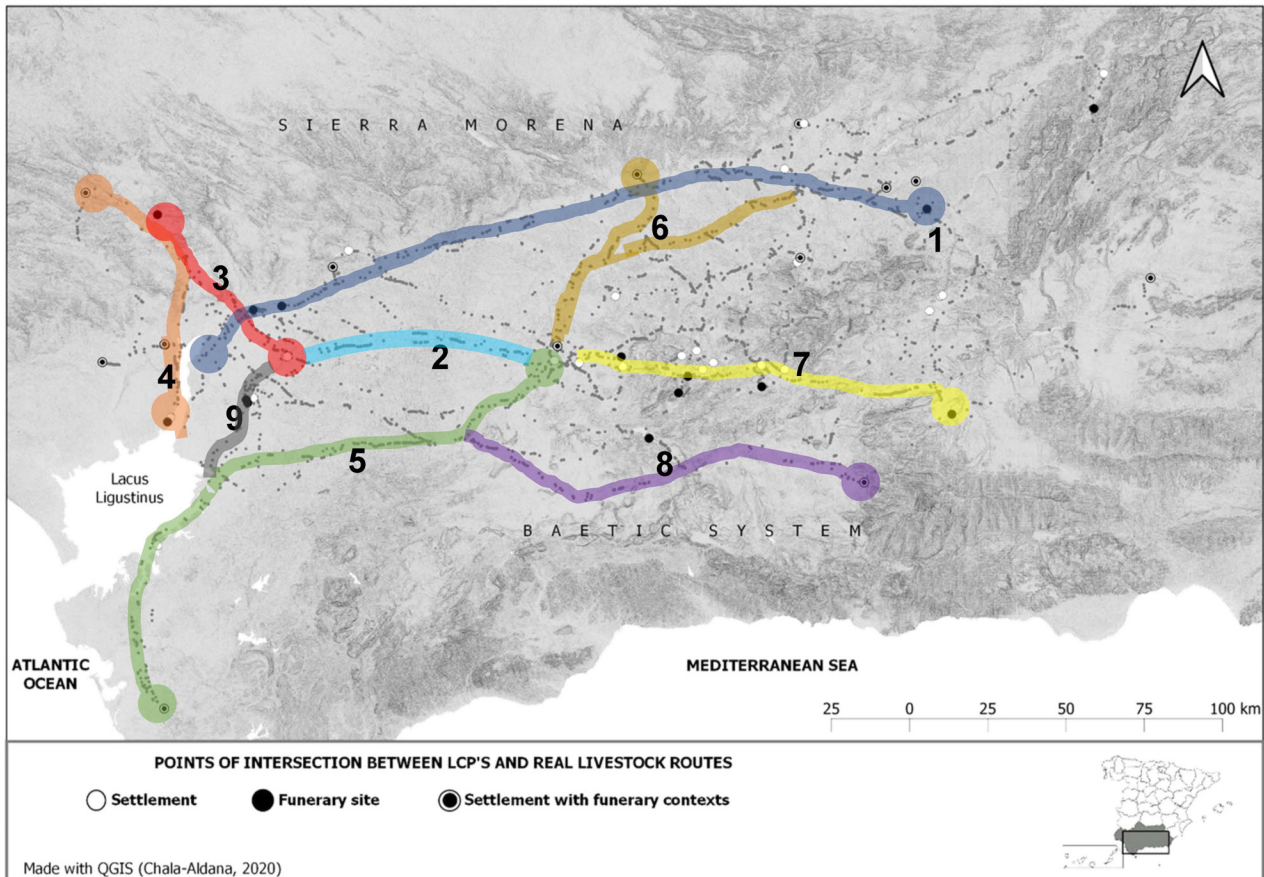 SIERRA MORENA
6
1
3
2
7
4
9
5
8
Lacus
Ligustinus
BAETIC SYSTEM
ATLANTIC
OCEAN
MEDITERRANEAN SEA
25 0 25 50 75 100 km
POINTS OF INTERSECTION BETWEEN LCP'S AND REAL LIVESTOCK ROUTES
Settlement Funerary site Settlement with funerary contexts
Made with QGIS (Chala-Aldana, 2020)